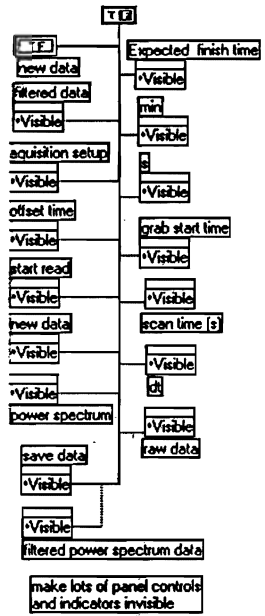 T F
T F
new data
filtered data
Visible
aquisition setup
Visible
offset time
Visible
start read
Visible
new data
Visible
Visible
power spectrum
save data
Visible
Visible
filtered power spectrum data
Expected finish time
Visible
min
Visible
s
Visible
grab start time
Visible
Visible
scan time [s]
Visible
dt
Visible
raw data
make lots of panel controls
and indicators invisible